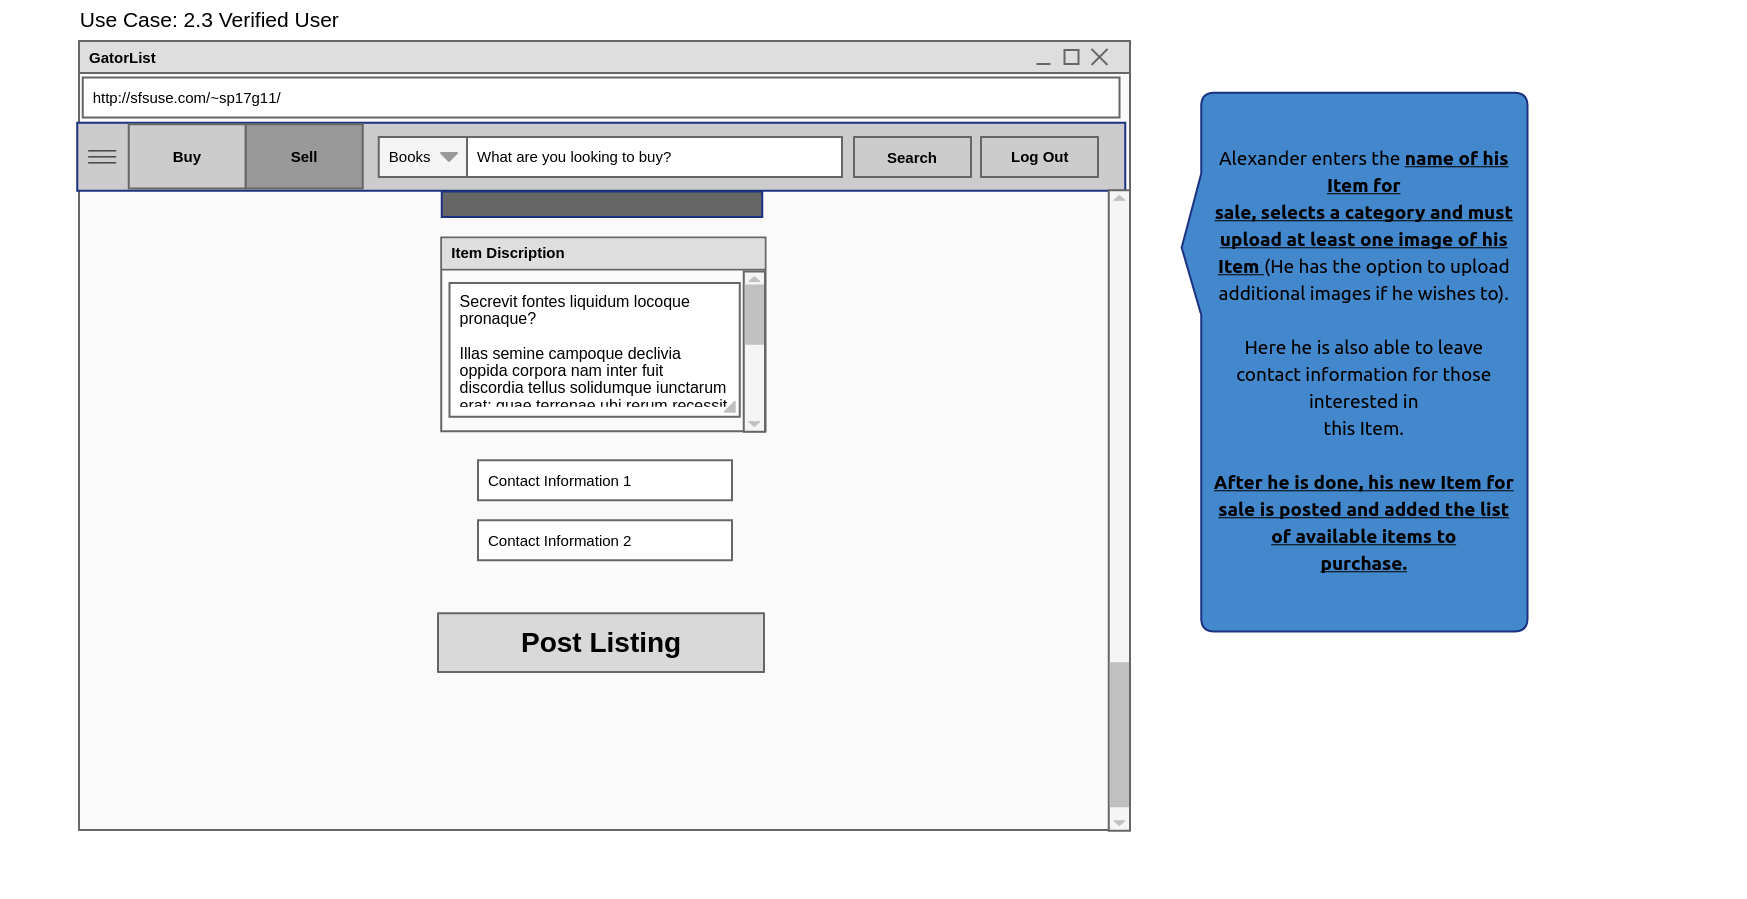 Use Case: 2.3 Verified User
GatorList
http://sfsuse.com/~sp17g11/
Buy
Sell
Books
What are you looking to buy?
Search
Log Out
Item Discription
Secrevit fontes liquidum locoque
pronaque?
Illas semine campoque declivia
oppida corpora nam inter fuit
discordia tellus solidumque iunctarum
erat: quae terrenae ubi rerum recessit
Contact Information 1
Contact Information 2
Post Listing
Alexander enters the name of his
Item for
sale, selects a category and must
upload at least one image of his
Item (He has the option to upload
additional images if he wishes to).
Here he is also able to leave
contact information for those
interested in
this Item.
After he is done, his new Item for
sale is posted and added the list
of available items to
purchase.